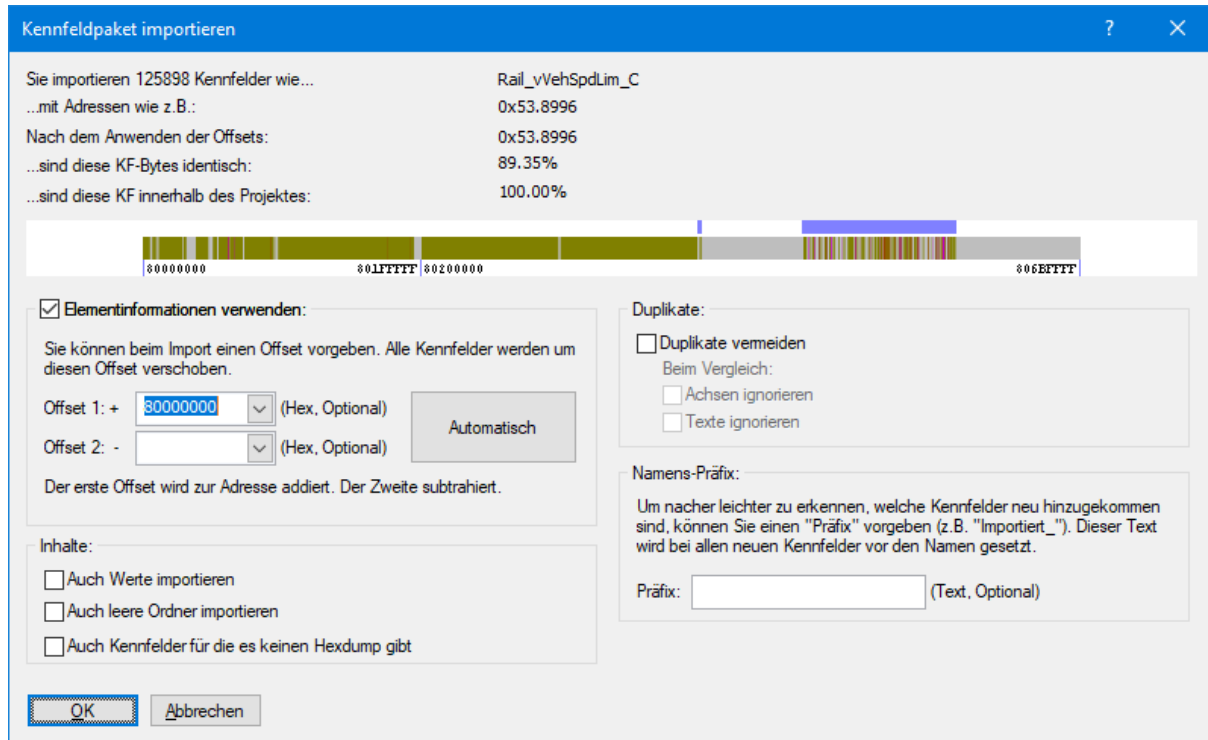 Kennfeldpaket importieren
?
Sie importieren 125898 Kennfelder wie... Rail_vVehSpdLim_C
...mit Adressen wie z.B.: 0x53.8996
Nach dem Anwenden der Offsets: 0x53.8996
...sind diese KF-Bytes identisch: 89.35%
...sind diese KF innerhalb des Projektes: 100.00%
80000000 801FFFFF 80200000 806BFFFF
Elementinformationen verwenden:
Sie können beim Import einen Offset vorgeben. Alle Kennfelder werden um
diesen Offset verschoben.
Offset 1: + 80000000 (Hex, Optional)
Offset 2: - (Hex, Optional)
Automatisch
Der erste Offset wird zur Adresse addiert. Der Zweite subtrahiert.
Inhalte:
Auch Werte importieren
Auch leere Ordner importieren
Auch Kennfelder für die es keinen Hexdump gibt
Duplikate:
Duplikate vermeiden
Beim Vergleich:
Achsen ignorieren
Texte ignorieren
Namens-Präfix:
Um nacher leichter zu erkennen, welche Kennfelder neu hinzugekommen
sind, können Sie einen "Präfix" vorgeben (z.B. "Importiert_"). Dieser Text
wird bei allen neuen Kennfelder vor den Namen gesetzt.
Präfix: (Text, Optional)
OK Abbrechen